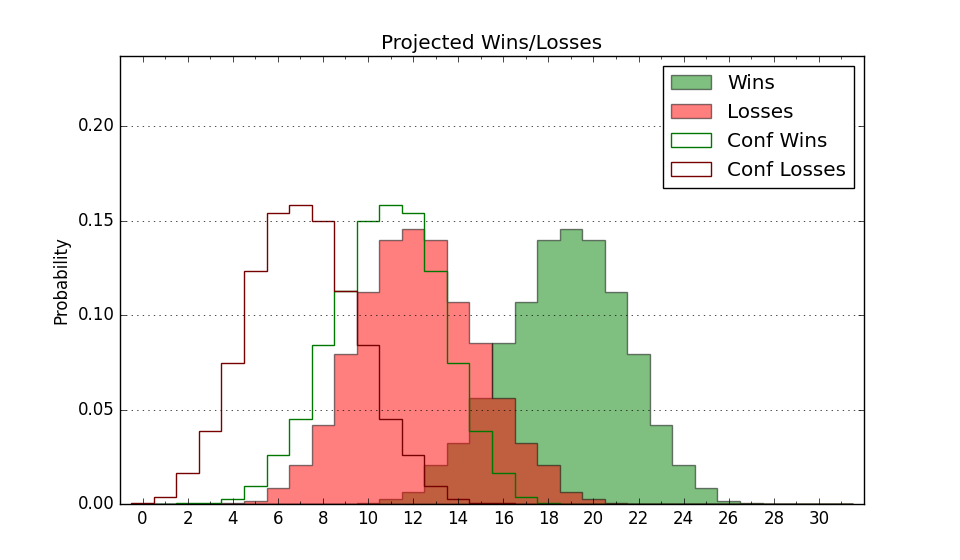 Projected Wins/Losses
Wins
Losses
Conf Wins
Conf Losses
Probability
0.20
0.15
0.10
0.05
0.00
0 2 4 6 8 10 12 14 16 18 20 22 24 26 28 30